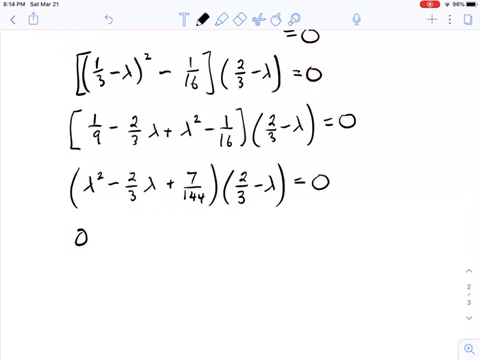 8:14 PM Sat Mar 21
96%
= 0
[(1/3 - λ)² - 1/16](2/3 - λ) = 0
[1/9 - 2/3 λ + λ² - 1/16](2/3 - λ) = 0
(λ² - 2/3 λ + 7/144)(2/3 - λ) = 0
0
2
/
3